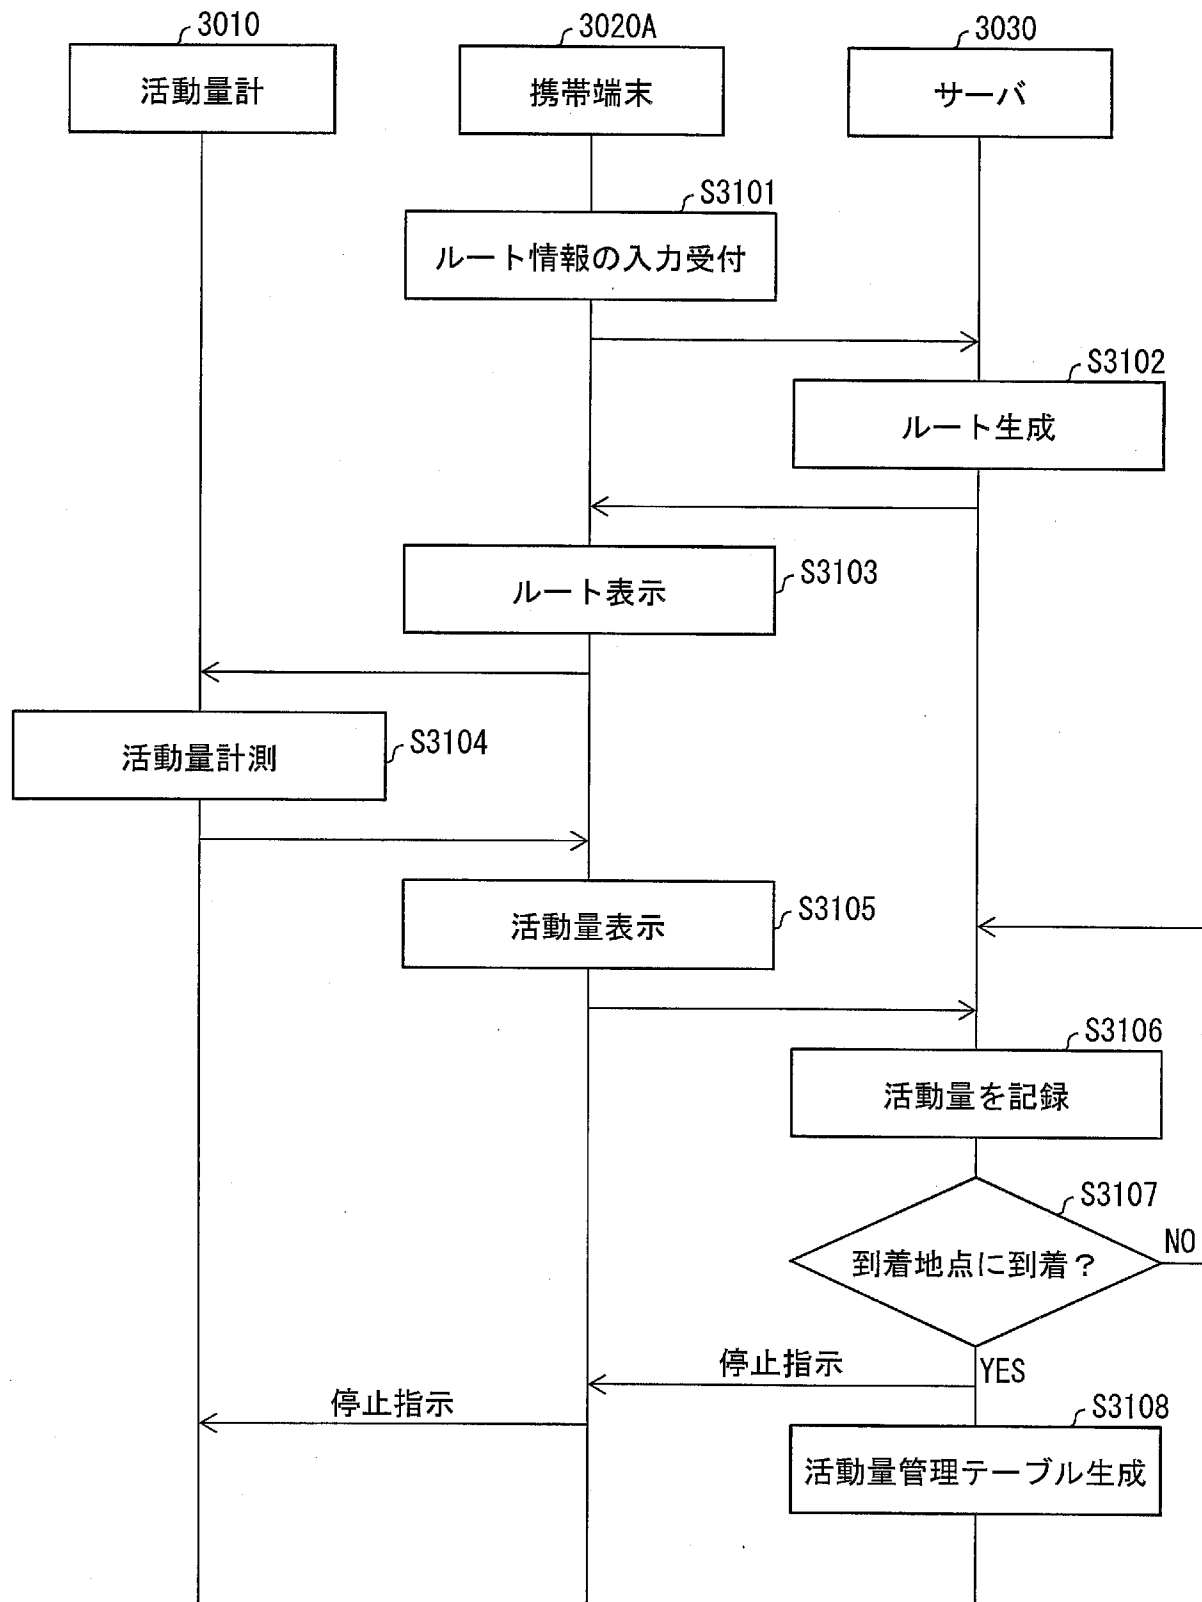 3010
3020A
3030
活動量計
携帯端末
サーバ
S3101
ルート情報の入力受付
S3102
ルート生成
S3103
ルート表示
S3104
活動量計測
S3105
活動量表示
S3106
活動量を記録
S3107
到着地点に到着？
NO
YES
停止指示
停止指示
S3108
活動量管理テーブル生成